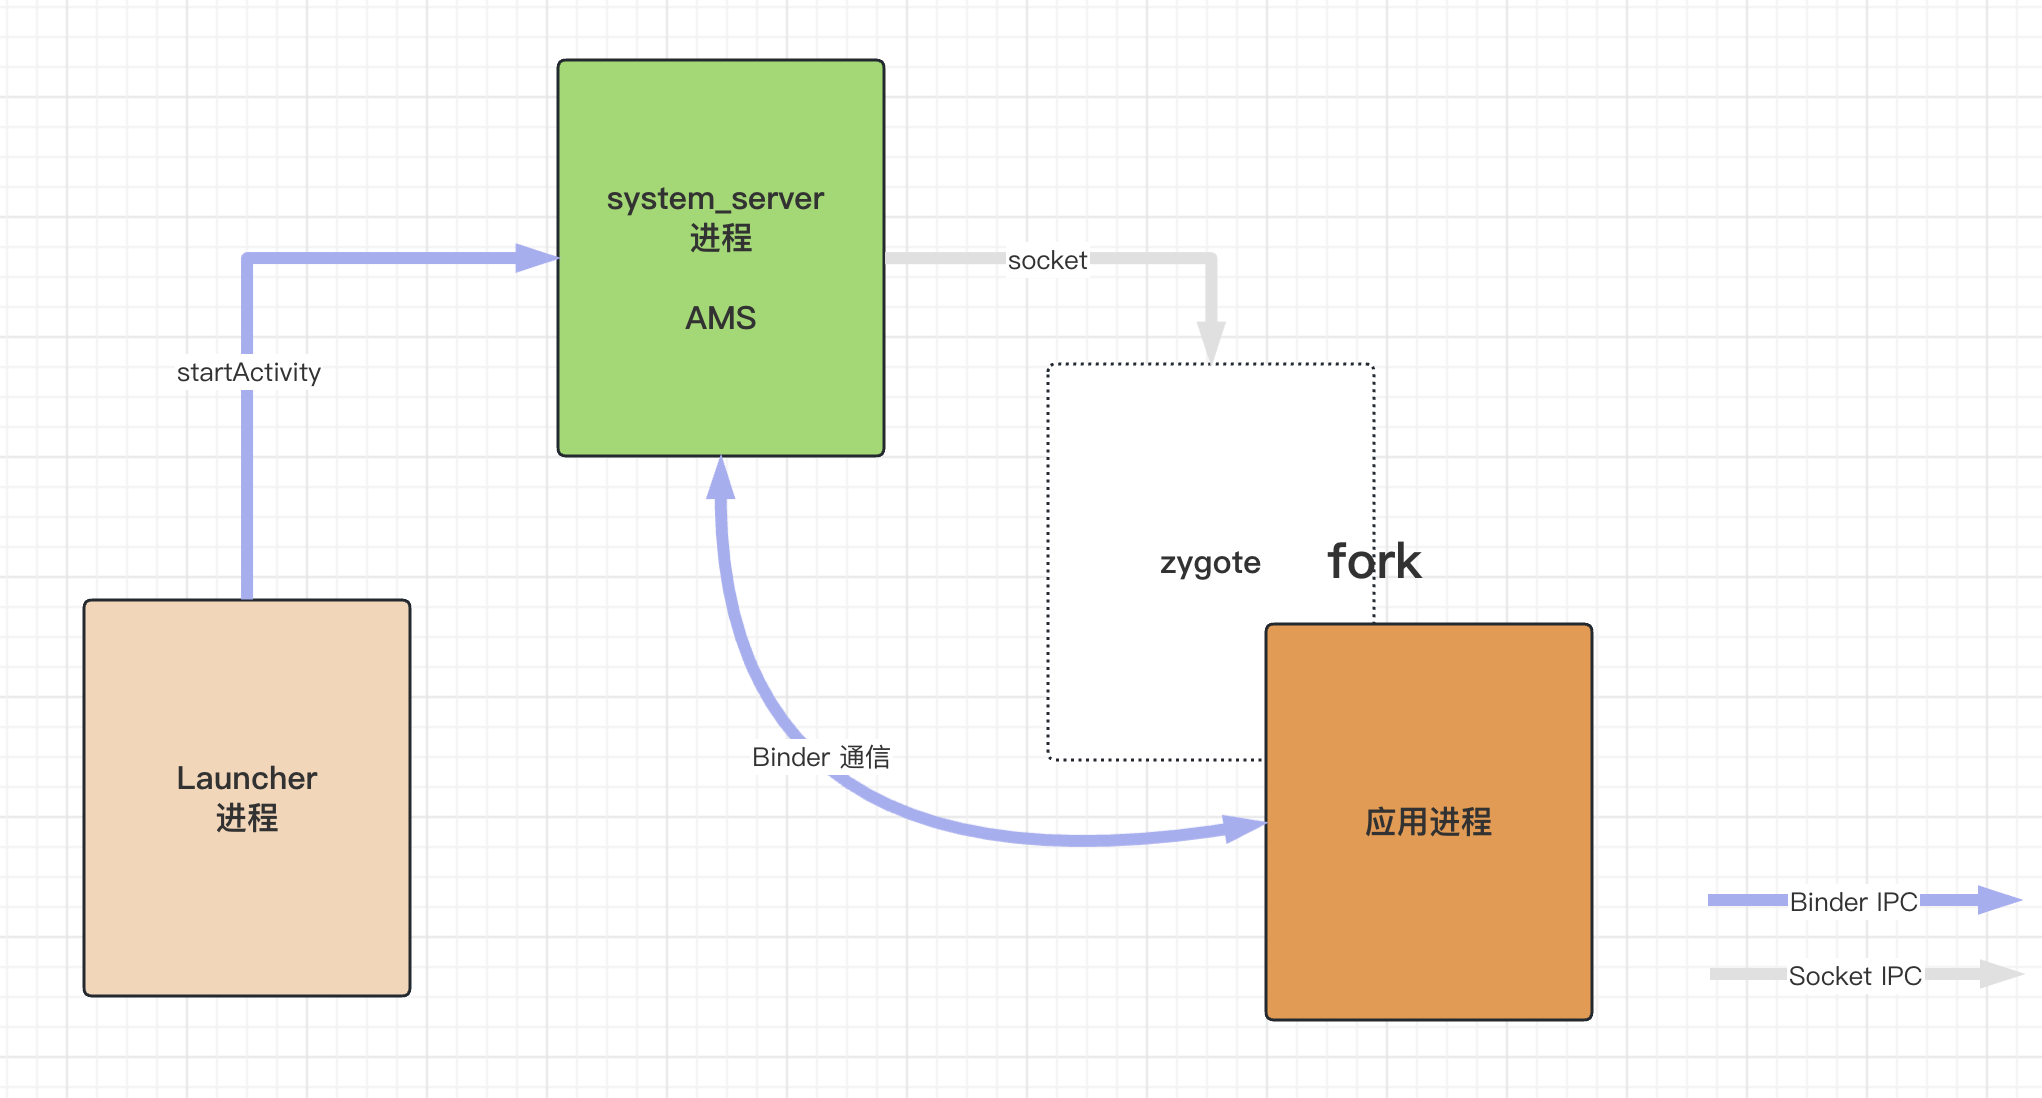 system_server
进程
AMS
socket
startActivity
zygote
fork
Binder 通信
Launcher
进程
应用进程
Binder IPC
Socket IPC